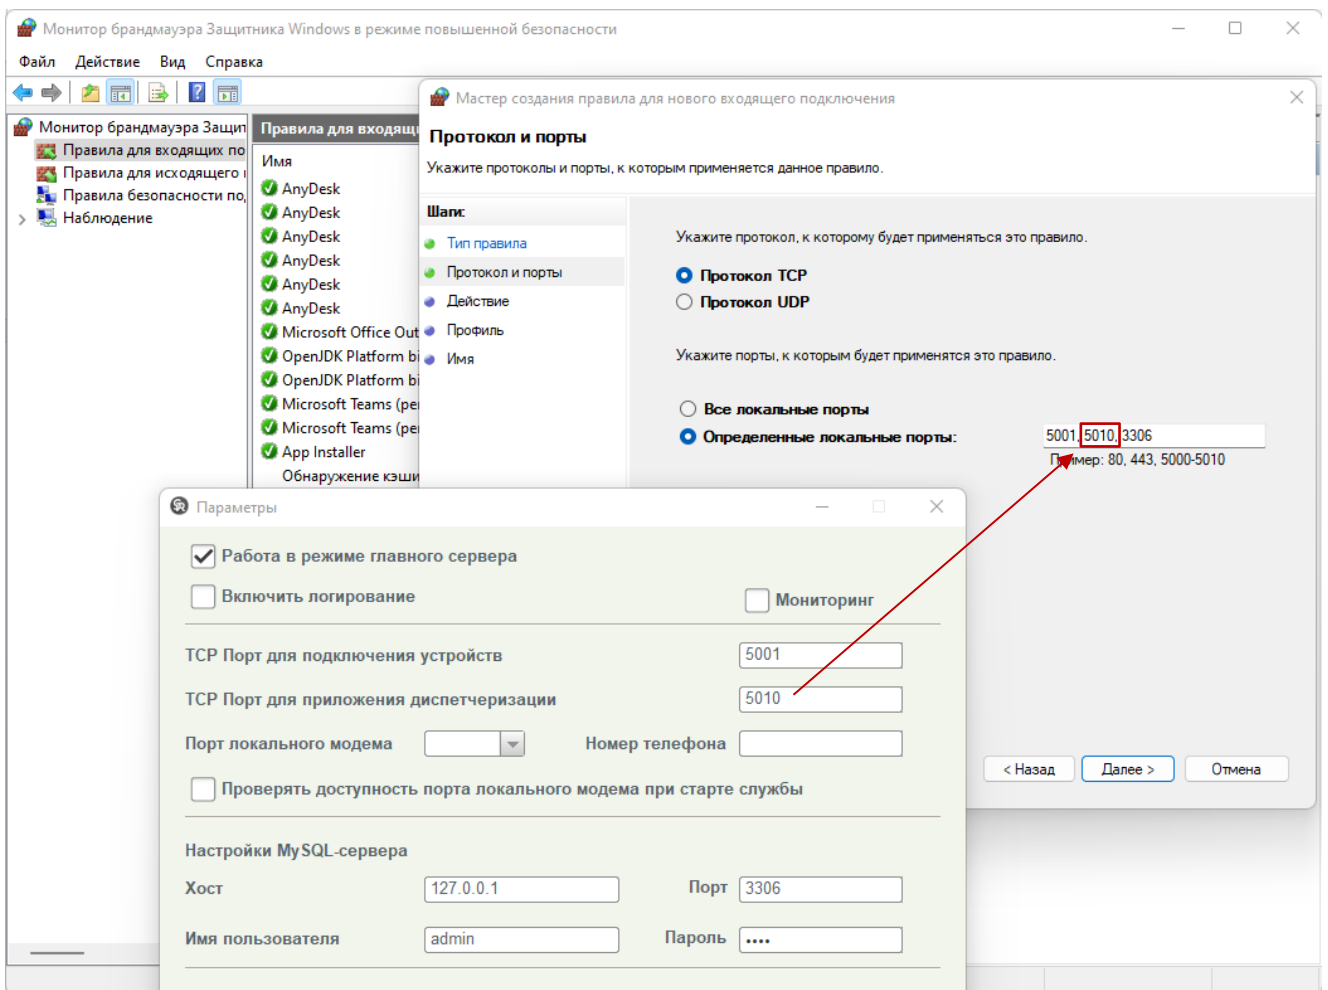 Монитор брандмауэра Защитника Windows в режиме повышенной безопасности
Файл Действие Вид Справка
Монитор брандмауэра Защит
Правила для входящих по
Правила для исходящего
Правила безопасности по
Наблюдение
Правила для входящ
Имя
AnyDesk
AnyDesk
AnyDesk
AnyDesk
AnyDesk
AnyDesk
Microsoft Office Out
OpenJDK Platform bi
OpenJDK Platform bi
Microsoft Teams (per
Microsoft Teams (per
App Installer
Обнаружение кэши
Мастер создания правила для нового входящего подключения
Протокол и порты
Укажите протоколы и порты, к которым применяется данное правило.
Шаги:
Тип правила
Протокол и порты
Действие
Профиль
Имя
Укажите протокол, к которому будет применяться это правило.
Протокол TCP
Протокол UDP
Укажите порты, к которым будет применятся это правило.
Все локальные порты
Определенные локальные порты:
5001, 5010, 3306
Пример: 80, 443, 5000-5010
< Назад Далее > Отмена
Параметры
Работа в режиме главного сервера
Включить логирование
Мониторинг
TCP Порт для подключения устройств 5001
TCP Порт для приложения диспетчеризации 5010
Порт локального модема Номер телефона
Проверять доступность порта локального модема при старте службы
Настройки MySQL-сервера
Хост 127.0.0.1 Порт 3306
Имя пользователя admin Пароль ••••